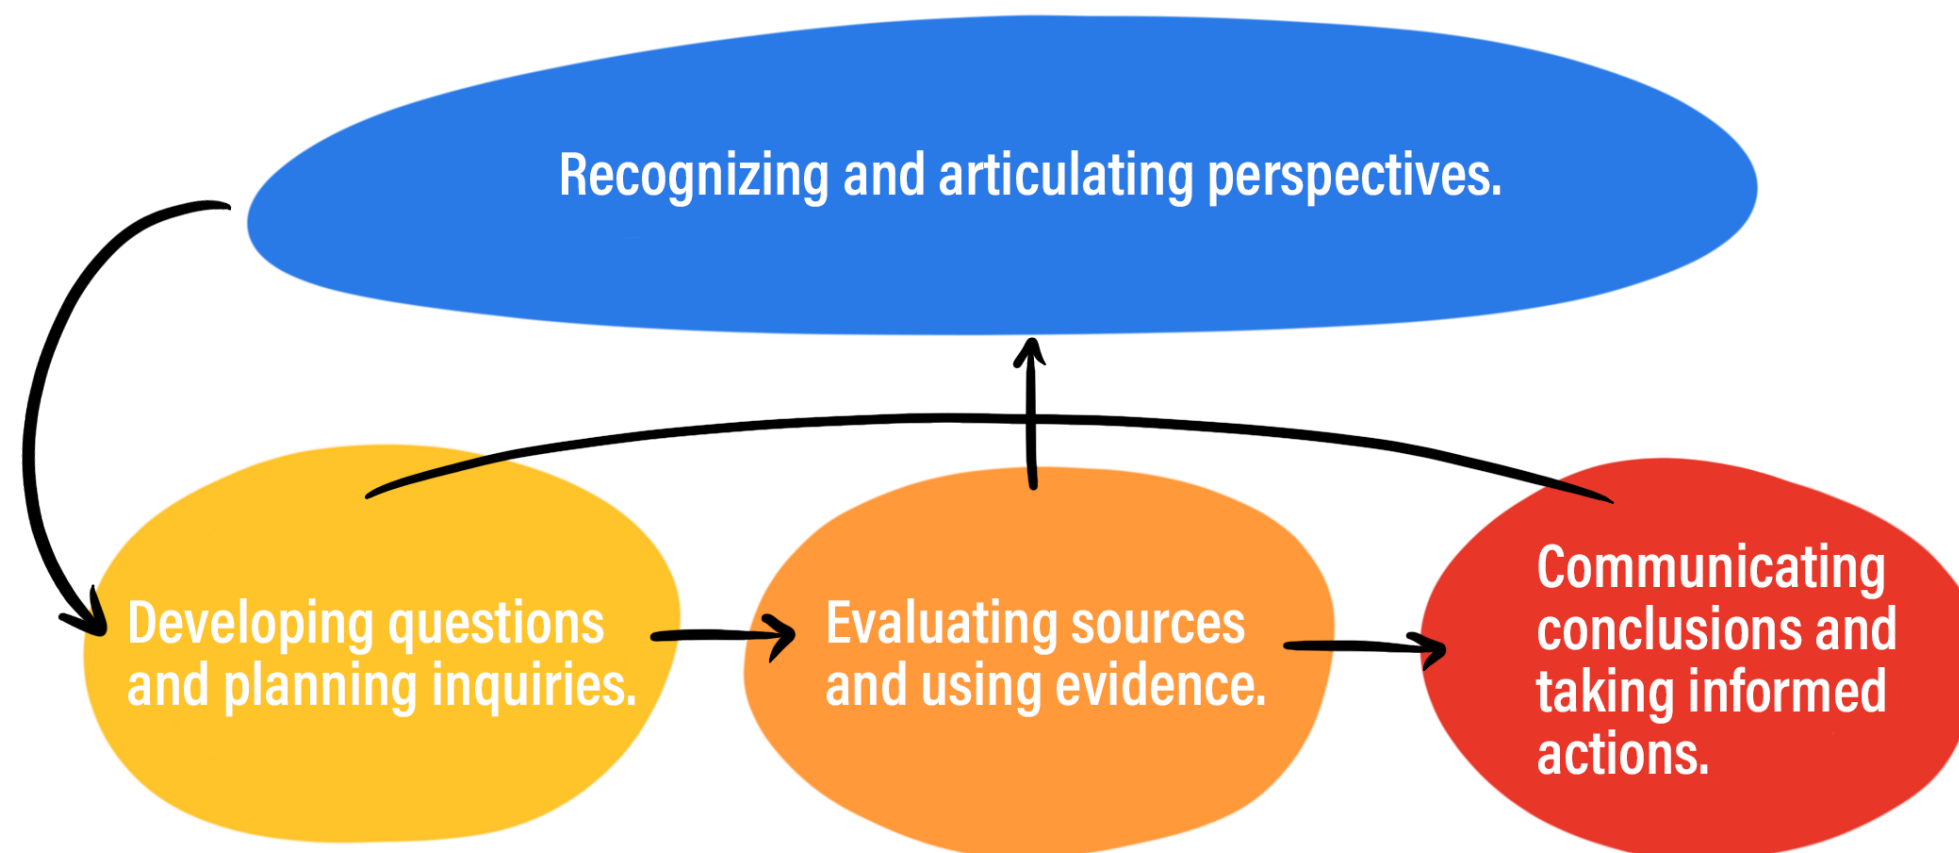 Recognizing and articulating perspectives.
Developing questions
and planning inquiries.
Evaluating sources
and using evidence.
Communicating
conclusions and
taking informed
actions.